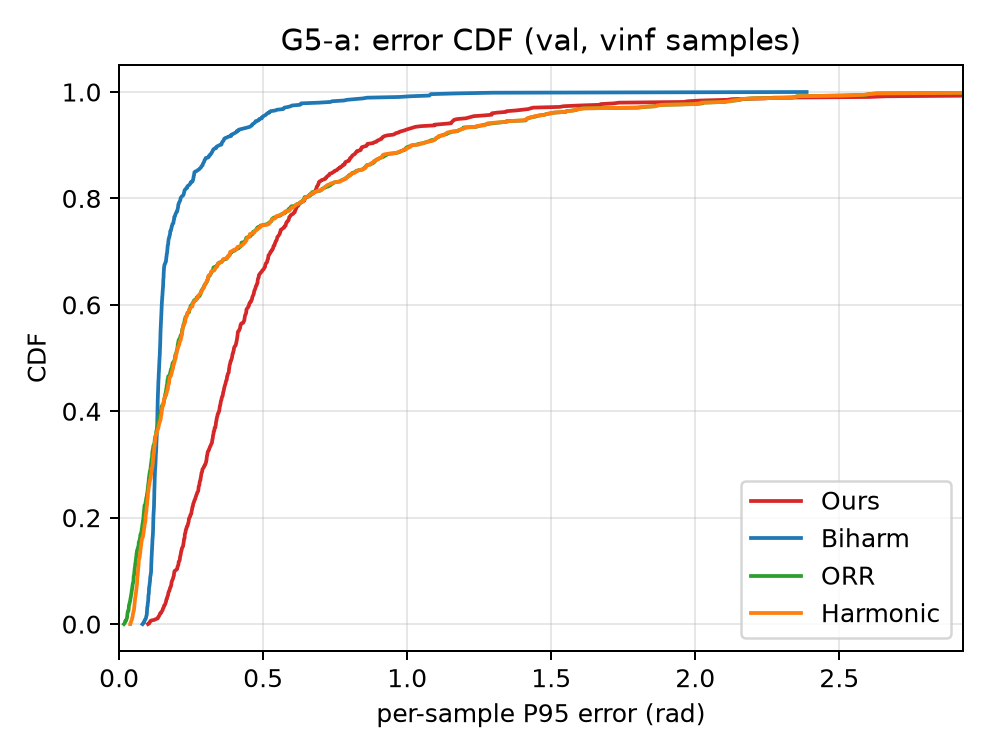 G5-a: error CDF (val, vinf samples)
1.0
0.8
0.6
0.4
0.2
0.0
CDF
0.0 0.5 1.0 1.5 2.0 2.5
per-sample P95 error (rad)
Ours
Biharm
ORR
Harmonic